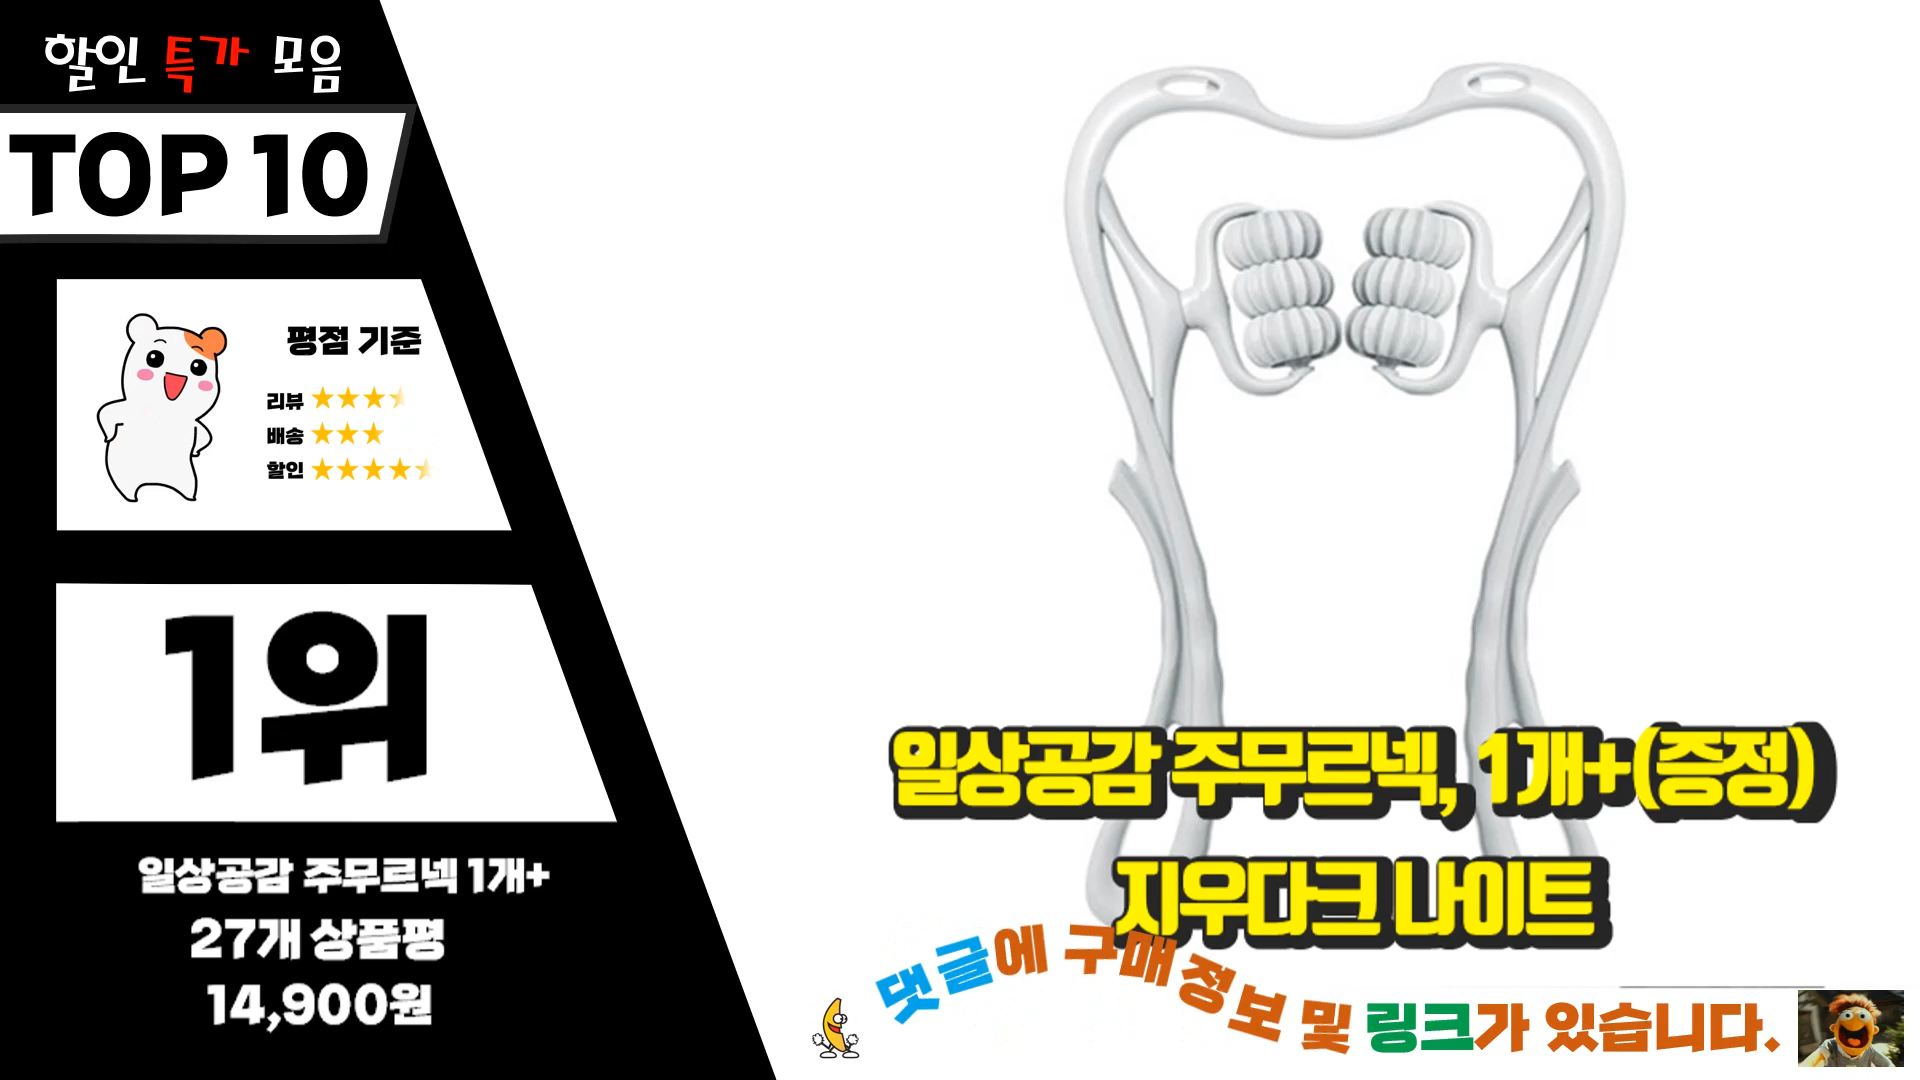 할인 특가 모음
TOP 10
평점 기준
리뷰
배송
할인
1위
일상공감 주무르넥 1개+
27개 상품평
14,900원
일상공감 주무르넥, 1개+(증정)
지우다크 나이트
댓글에 구매 정보 및 링크가 있습니다.